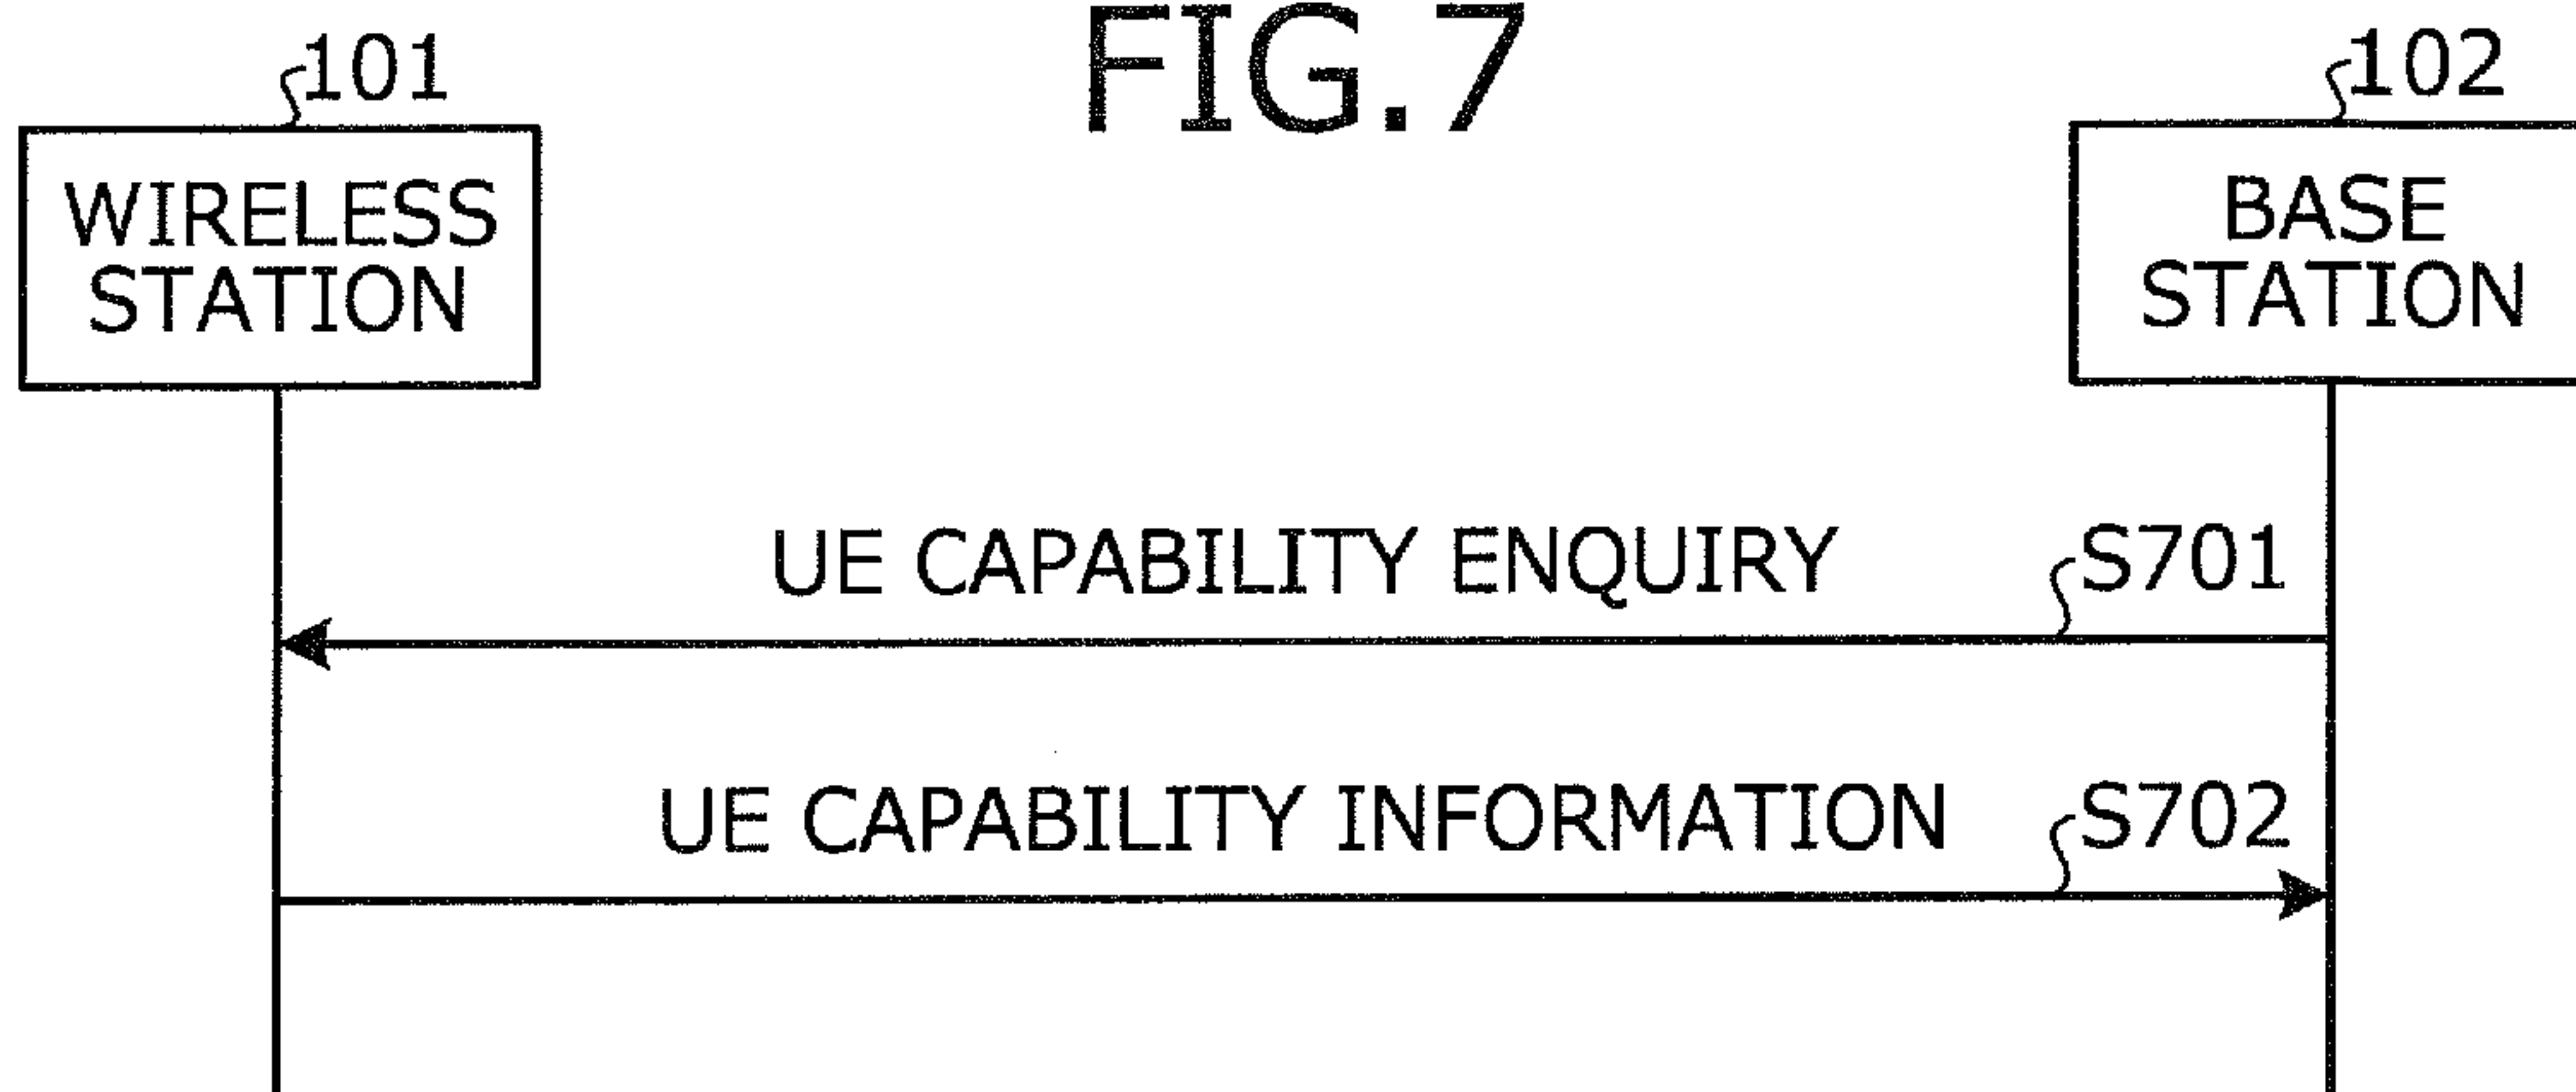 FIG.7
101
102
WIRELESS
STATION
BASE
STATION
UE CAPABILITY ENQUIRY
S701
UE CAPABILITY INFORMATION
S702